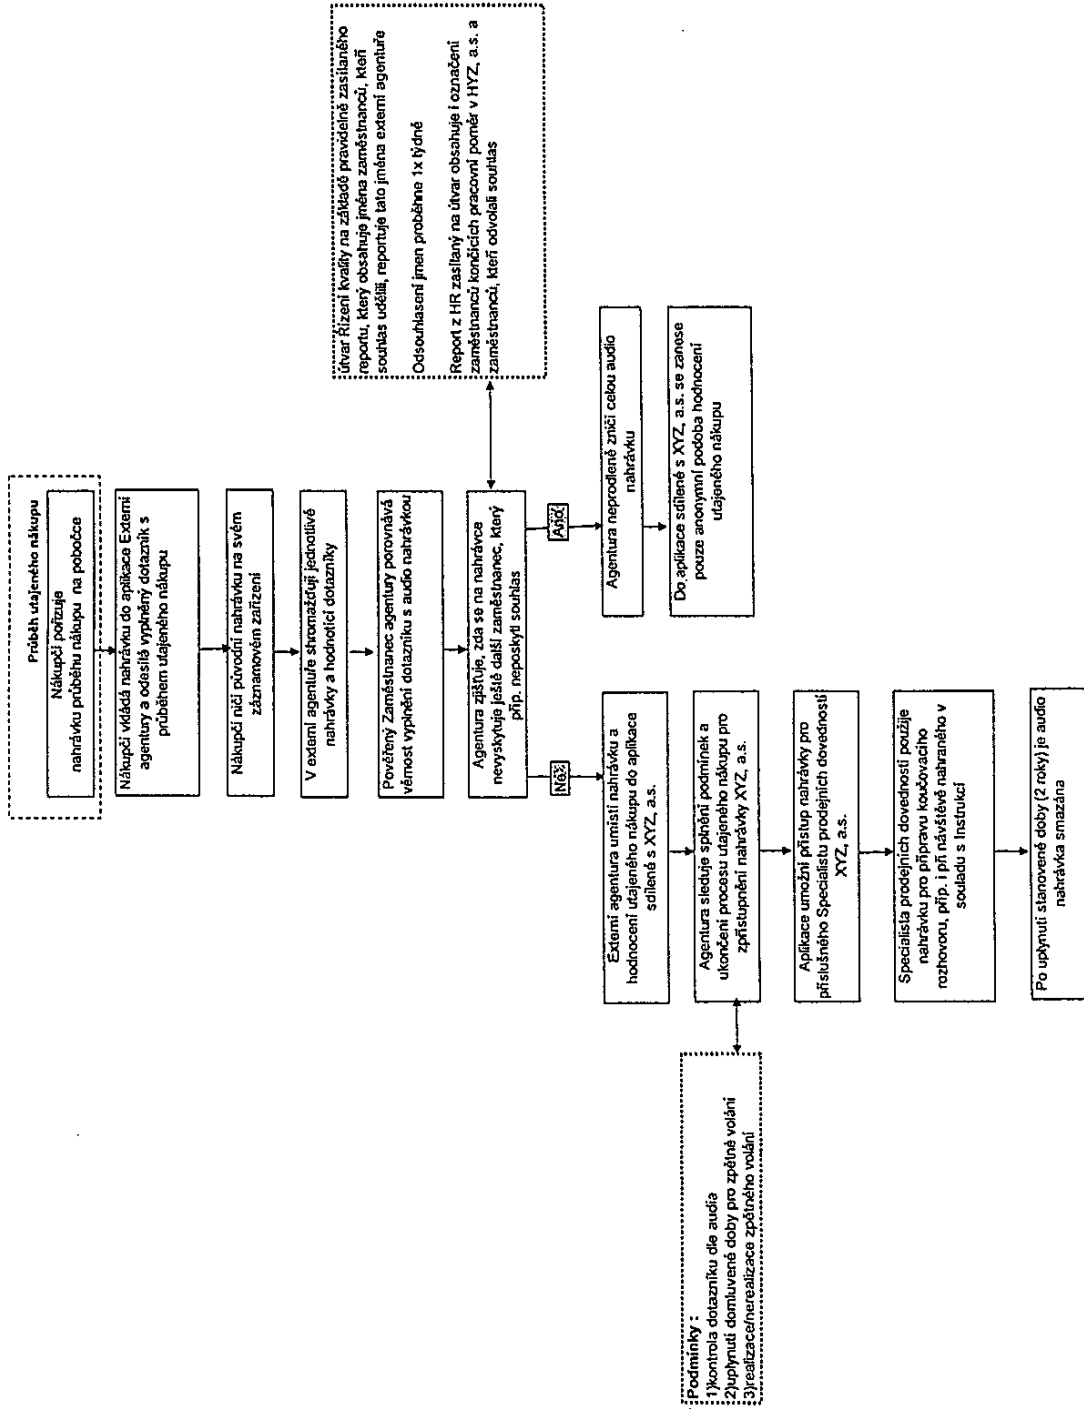 Průběh utajeného nákupu
Nákupčí pořizuje
nahrávku průběhu nákupu na pobočce
Nákupčí vkládá nahrávku do aplikace Externí
agentury a odesílá vyplněný dotazník s
průběhem utajeného nákupu
Nákupčí ničí původní nahrávku na svém
záznamovém zařízení
V externí agentuře shromažďují jednotlivé
nahrávky a hodnotící dotazníky
Pověřený Zaměstnanec agentury porovnává
věrnost vyplnění dotazníku s audio nahrávkou
Agentura zjišťuje, zda se na nahrávce
nevyskytuje ještě další zaměstnanec, který
příp. neposkytl souhlas
útvar Řízení kvality na základě pravidelně zasílaného
reportu, který obsahuje jména zaměstnanců, kteří
souhlas udělili, reportuje tato jména externí agentuře
Odsouhlasení jmen proběhne 1x týdně
Report z HR zasílaný na útvar obsahuje i označení
zaměstnanců končících pracovní poměr v HYZ, a.s. a
zaměstnanců, kteří odvolali souhlas
Ano
Agentura neprodleně zničí celou audio
nahrávku
Do aplikace sdílené s XYZ, a.s. se zanese
pouze anonymní podoba hodnocení
utajeného nákupu
Ne
Externí agentura umístí nahrávku a
hodnocení utajeného nákupu do aplikace
sdílené s XYZ, a.s.
Agentura sleduje splnění podmínek a
ukončení procesu utajeného nákupu pro
zpřístupnění nahrávky XYZ, a.s.
Podmínky :
1)kontrola dotazníku dle audia
2)uplynutí domluvené doby pro zpětné volání
3)realizace/nerealizace zpětného volání
Aplikace umožní přístup nahrávky pro
příslušného Specialistu prodejních dovedností
XYZ, a.s.
Specialista prodejních dovedností použije
nahrávku pro přípravu koučovacího
rozhovoru, příp. i při návštěvě nahraného v
souladu s Instrukcí
Po uplynutí stanovené doby (2 roky) je audio
nahrávka smazána